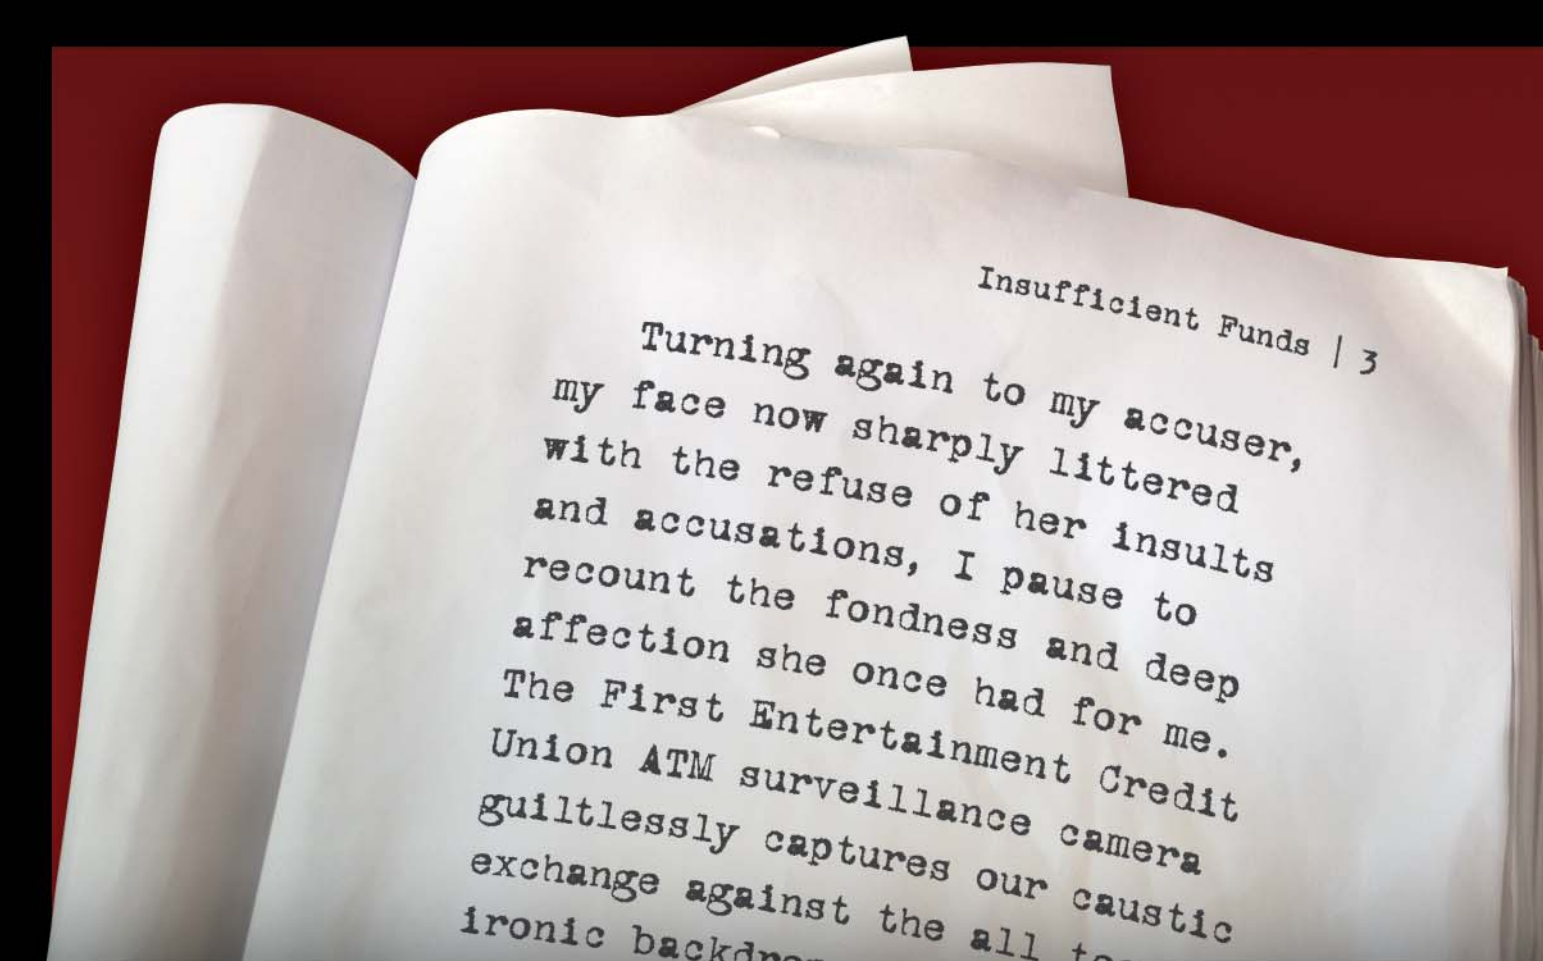 Insufficient Funds | 3
Turning again to my accuser,
my face now sharply littered
with the refuse of her insults
and accusations, I pause to
recount the fondness and deep
affection she once had for me.
The First Entertainment Credit
Union ATM surveillance camera
guiltlessly captures our caustic
exchange against the all
ironic